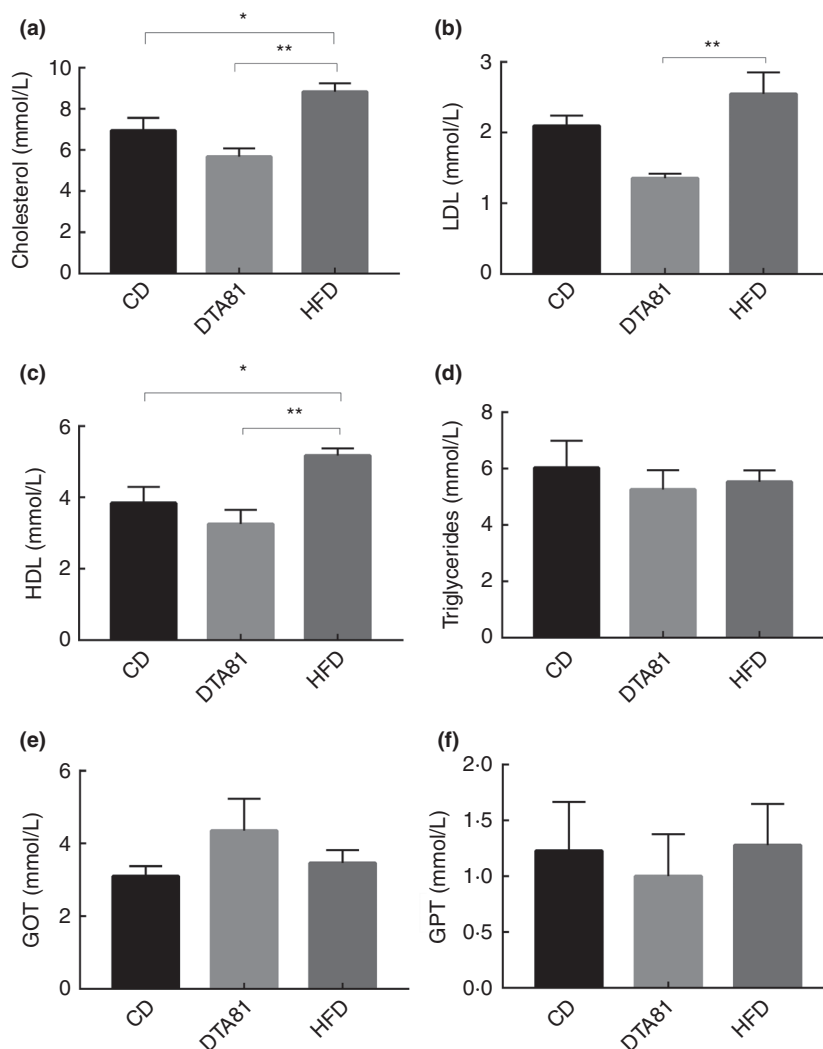 (a)
*
**
10
8
6
4
2
0
Cholesterol (mmol/L)
CD
DTA81
HFD
(b)
**
3
2
1
0
LDL (mmol/L)
CD
DTA81
HFD
(c)
*
**
6
4
2
0
HDL (mmol/L)
CD
DTA81
HFD
(d)
8
6
4
2
0
Triglycerides (mmol/L)
CD
DTA81
HFD
(e)
6
4
2
0
GOT (mmol/L)
CD
DTA81
HFD
(f)
2·0
1·5
1·0
0·5
0·0
GPT (mmol/L)
CD
DTA81
HFD